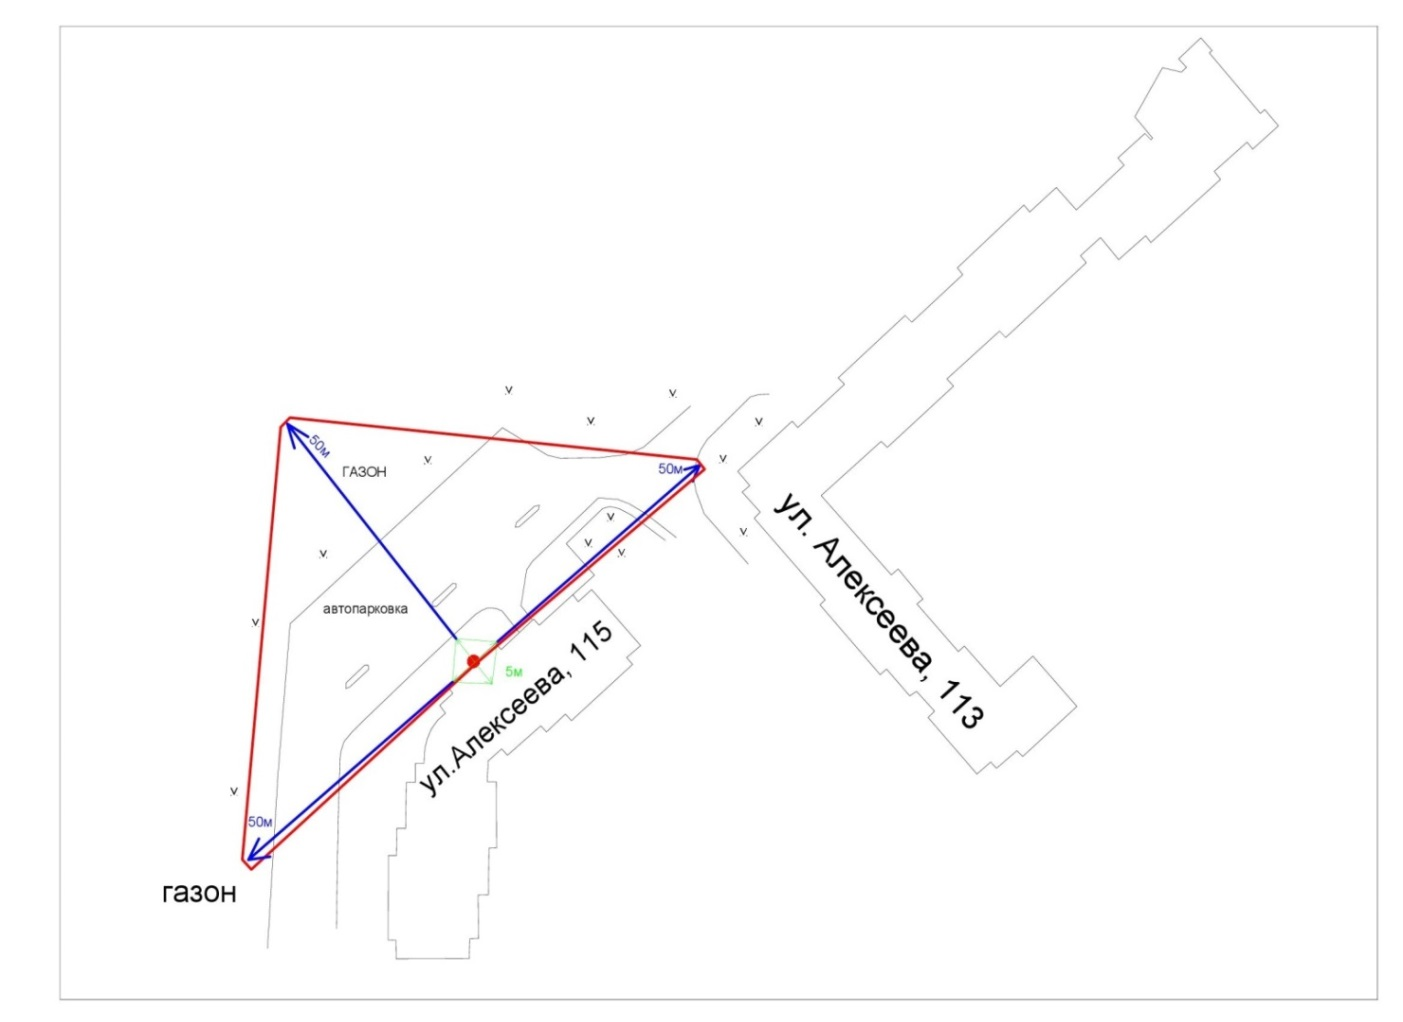 50м
ГАЗОН
50м
ул. Алексеева, 113
автопарковка
5м
ул.Алексеева, 115
50м
газон